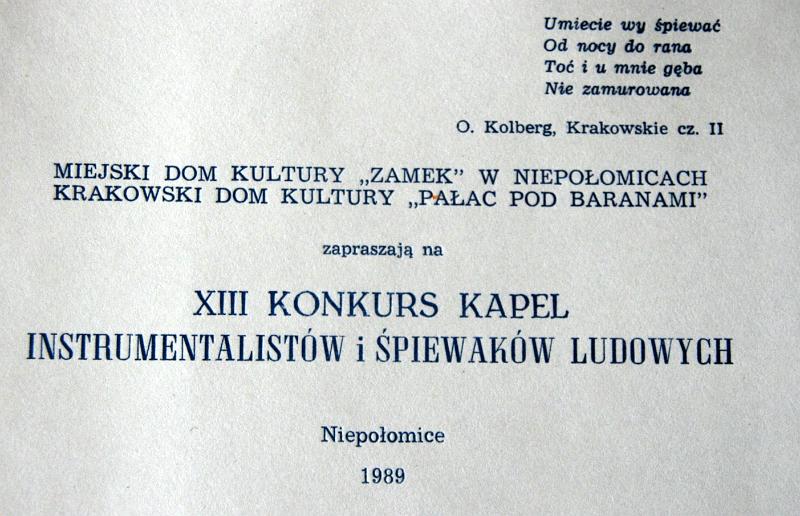 Umiecie wy śpiewać
Od nocy do rana
Toć i u mnie gęba
Nie zamurowana
O. Kolberg, Krakowskie cz. II
MIEJSKI DOM KULTURY „ZAMEK” W NIEPOŁOMICACH
KRAKOWSKI DOM KULTURY „PAŁAC POD BARANAMI”
zapraszają na
XIII KONKURS KAPEL
INSTRUMENTALISTÓW i ŚPIEWAKÓW LUDOWYCH
Niepołomice
1989